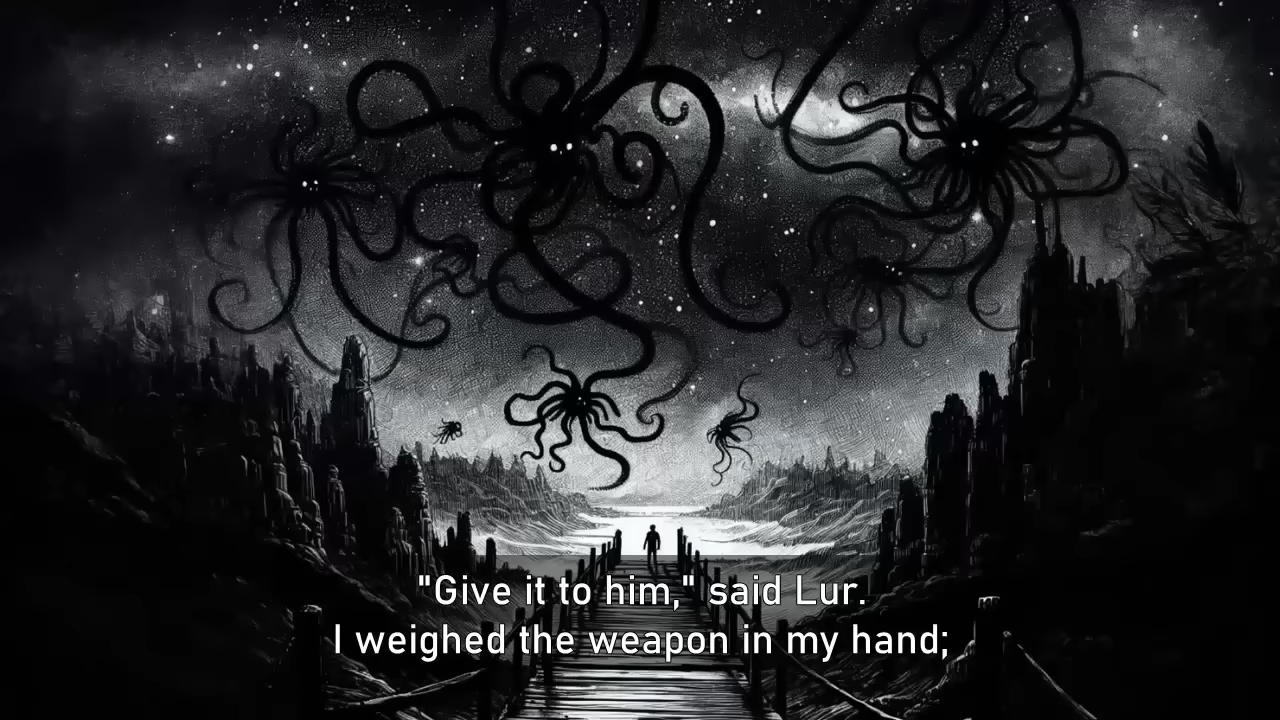 "Give it to him," said Lur.
I weighed the weapon in my hand;